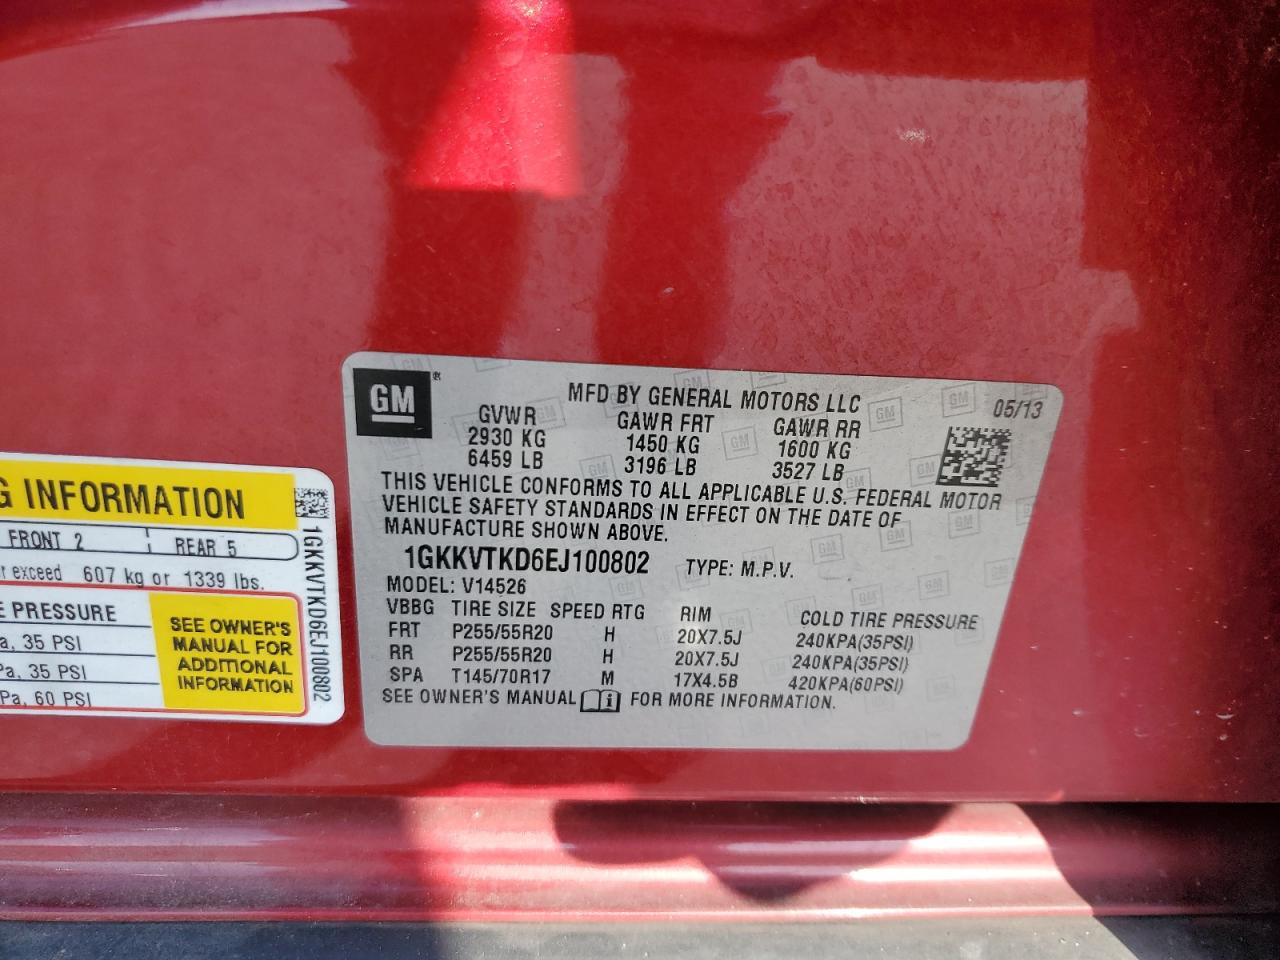 GM
MFD BY GENERAL MOTORS LLC
05/13
GVWR GAWR FRT GAWR RR
2930 KG 1450 KG 1600 KG
6459 LB 3196 LB 3527 LB
THIS VEHICLE CONFORMS TO ALL APPLICABLE U.S. FEDERAL MOTOR
VEHICLE SAFETY STANDARDS IN EFFECT ON THE DATE OF
MANUFACTURE SHOWN ABOVE.
1GKKVTKD6EJ100802 TYPE: M.P.V.
MODEL: V14526
VBBG TIRE SIZE SPEED RTG RIM COLD TIRE PRESSURE
FRT P255/55R20 H 20X7.5J 240KPA(35PSI)
RR P255/55R20 H 20X7.5J 240KPA(35PSI)
SPA T145/70R17 M 17X4.5B 420KPA(60PSI)
SEE OWNER'S MANUAL FOR MORE INFORMATION.
G INFORMATION
FRONT 2 REAR 5
r exceed 607 kg or 1339 lbs.
E PRESSURE
a, 35 PSI
Pa, 35 PSI
Pa, 60 PSI
SEE OWNER'S
MANUAL FOR
ADDITIONAL
INFORMATION
1GKKVTKD6EJ100802